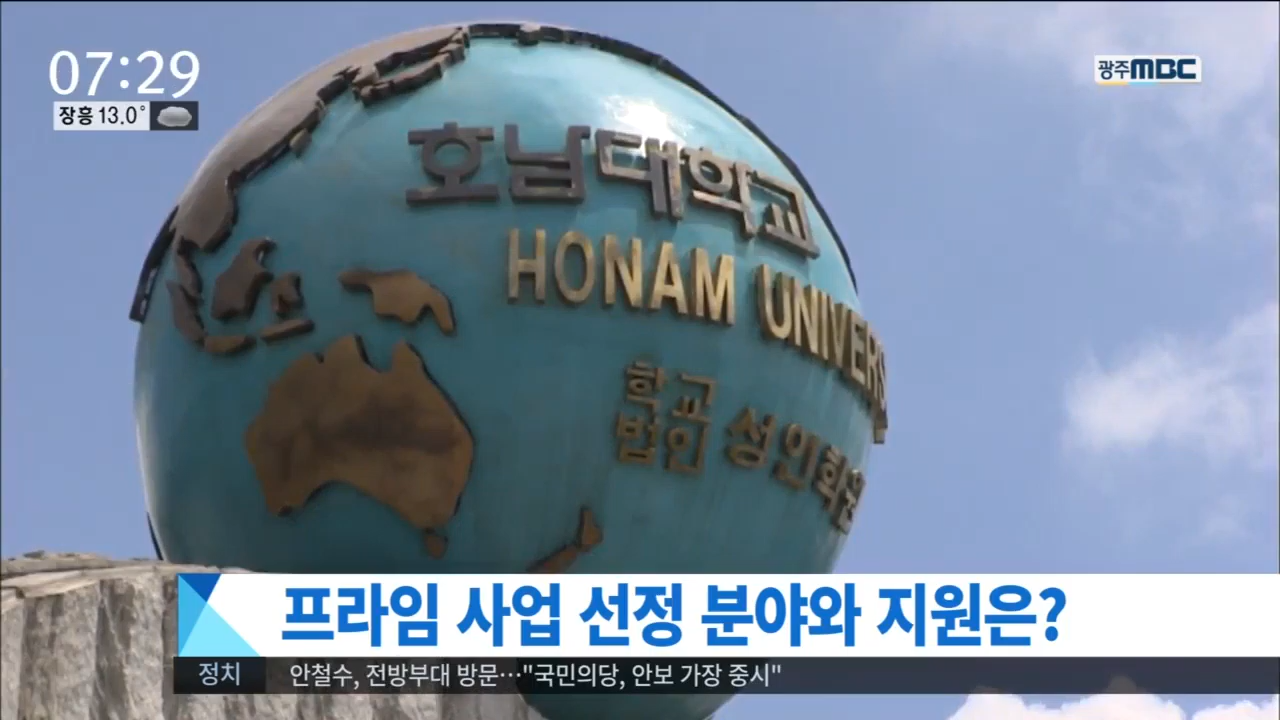 07:29
장흥 13.0°
광주MBC
호남대학교
HONAM UNIVERS
학교
법인 성인학원
프라임 사업 선정 분야와 지원은?
정치 안철수, 전방부대 방문…"국민의당, 안보 가장 중시"